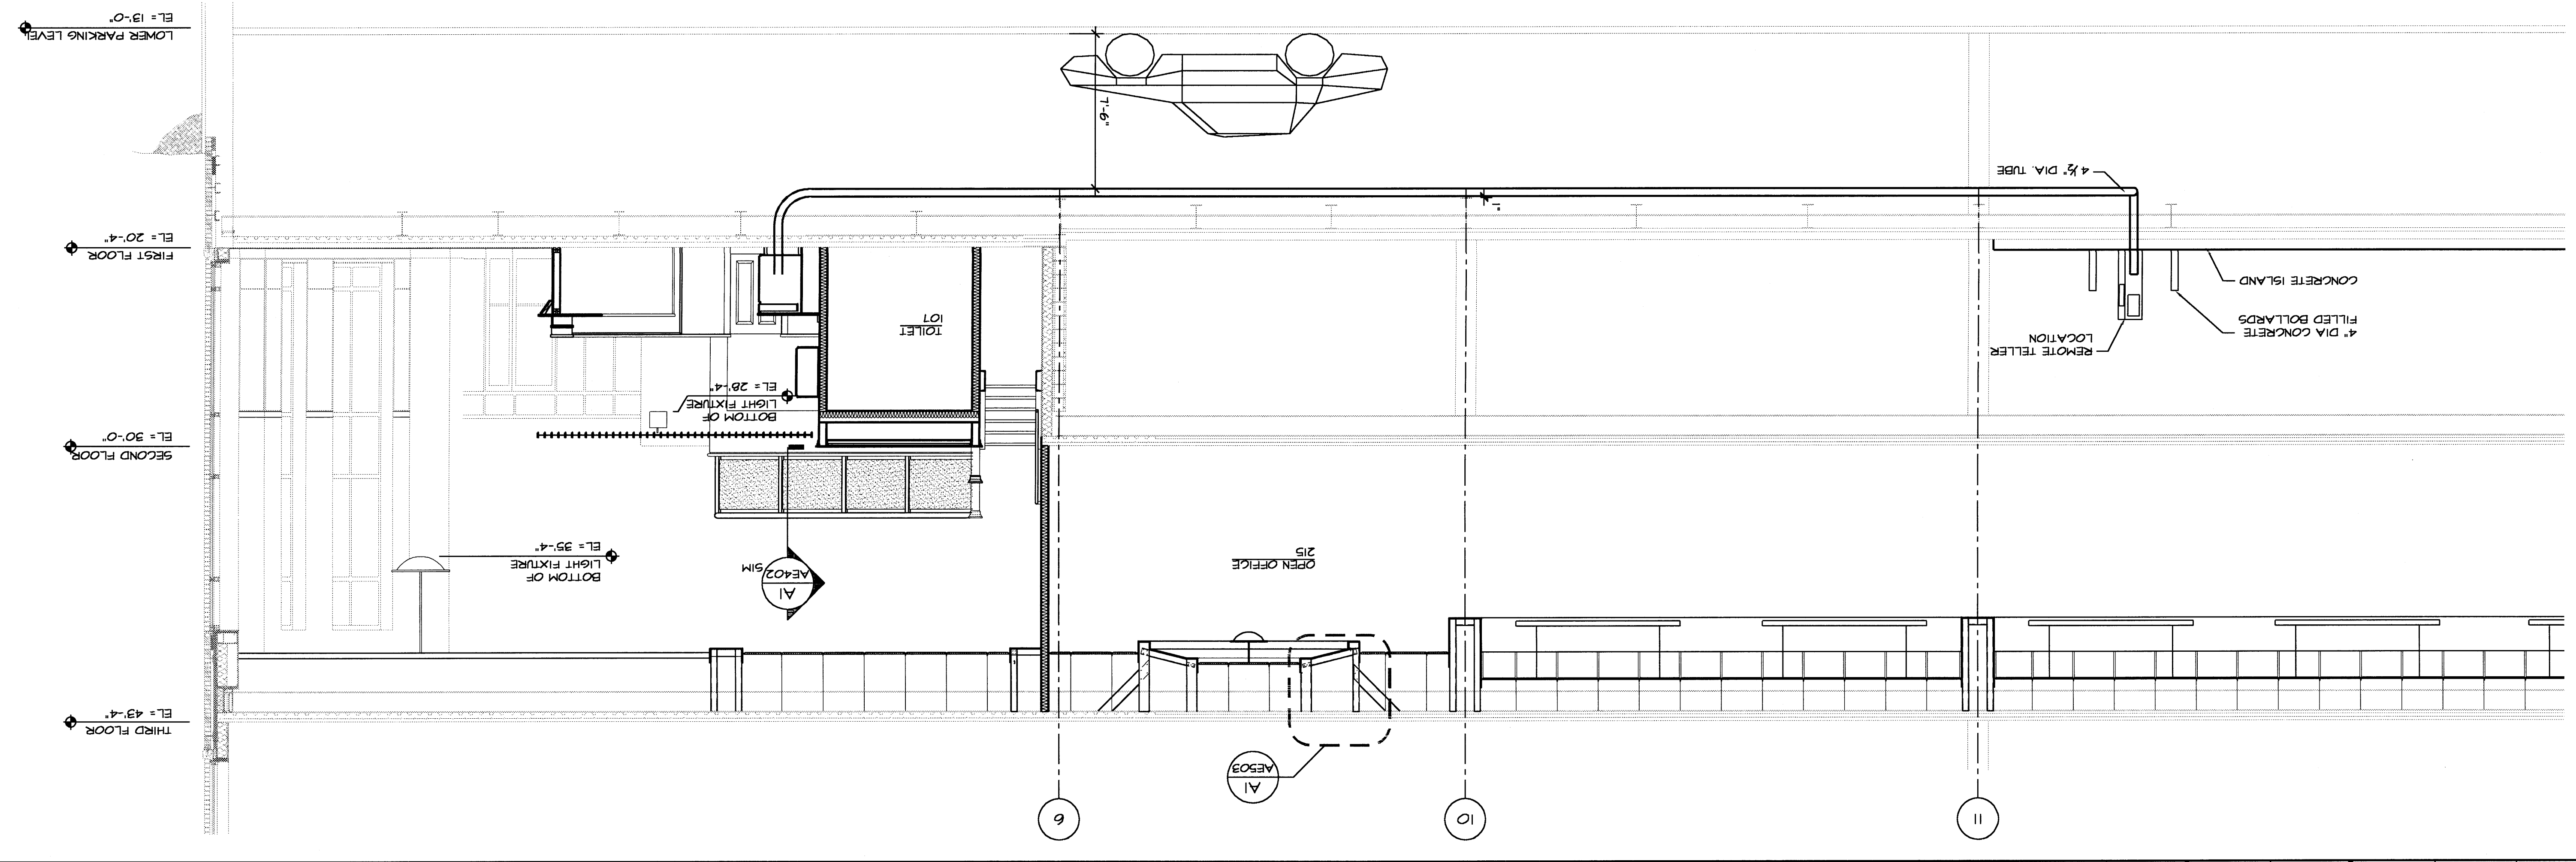 11
10
9
A1
AE503
THIRD FLOOR
EL = 43'-4"
OPEN OFFICE
215
A1
AE402
SIM
BOTTOM OF
LIGHT FIXTURE
EL = 35'-4"
SECOND FLOOR
EL = 30'-0"
BOTTOM OF
LIGHT FIXTURE
EL = 28'-4"
4" DIA CONCRETE
FILLED BOLLARDS
REMOTE TELLER
LOCATION
TOILET
107
CONCRETE ISLAND
FIRST FLOOR
EL = 20'-4"
1"
4 ½" DIA. TUBE
7'-6"
LOWER PARKING LEVEL
EL = 13'-0"